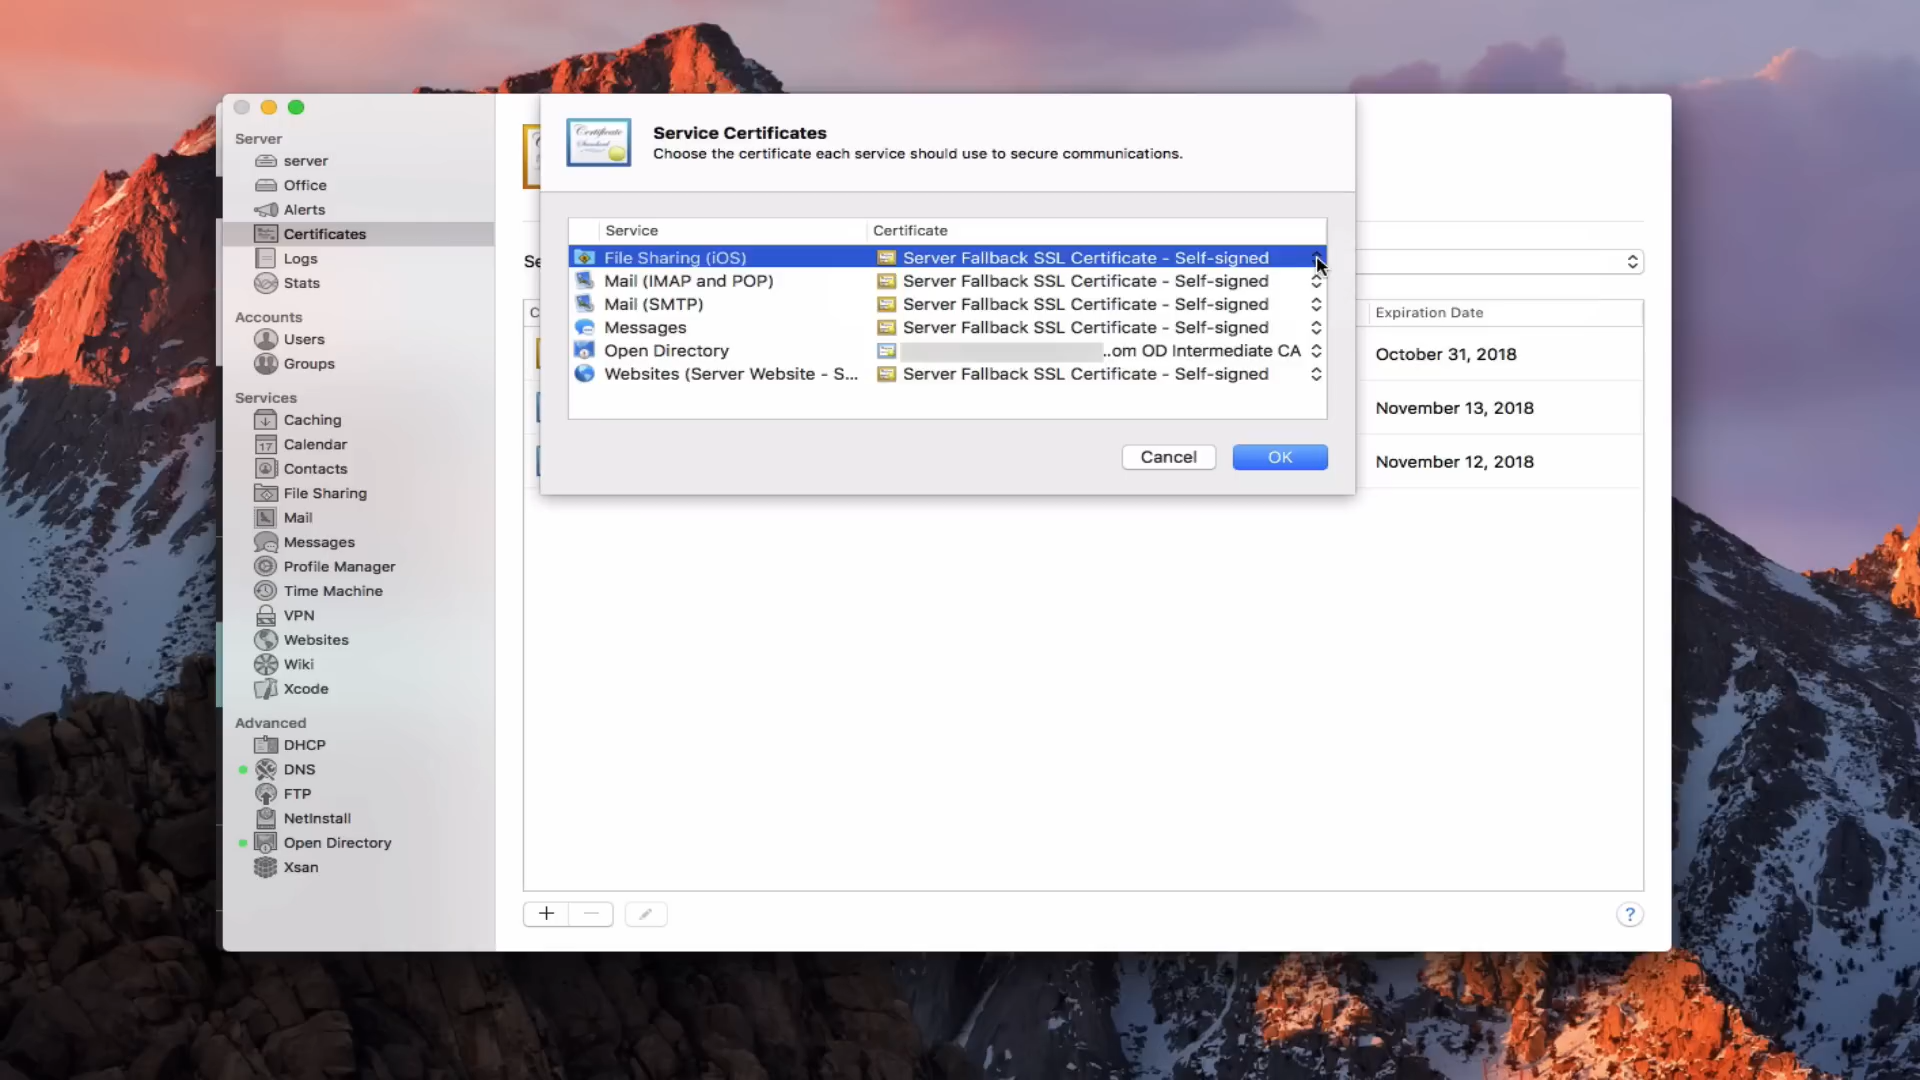 Server
server
Office
Alerts
Certificates
Logs
Stats
Accounts
Users
Groups
Services
Caching
17 Calendar
Contacts
File Sharing
Mail
Messages
Profile Manager
Time Machine
VPN
Websites
Wiki
Xcode
Advanced
DHCP
DNS
FTP
NetInstall
Open Directory
Xsan
Certificate
Standard
Service Certificates
Choose the certificate each service should use to secure communications.
Service Certificate
File Sharing (iOS) Server Fallback SSL Certificate - Self-signed
Mail (IMAP and POP) Server Fallback SSL Certificate - Self-signed
Mail (SMTP) Server Fallback SSL Certificate - Self-signed
Messages Server Fallback SSL Certificate - Self-signed
Open Directory ..om OD Intermediate CA
Websites (Server Website - S... Server Fallback SSL Certificate - Self-signed
Cancel OK
Se
Expiration Date
October 31, 2018
November 13, 2018
November 12, 2018
+ −
?